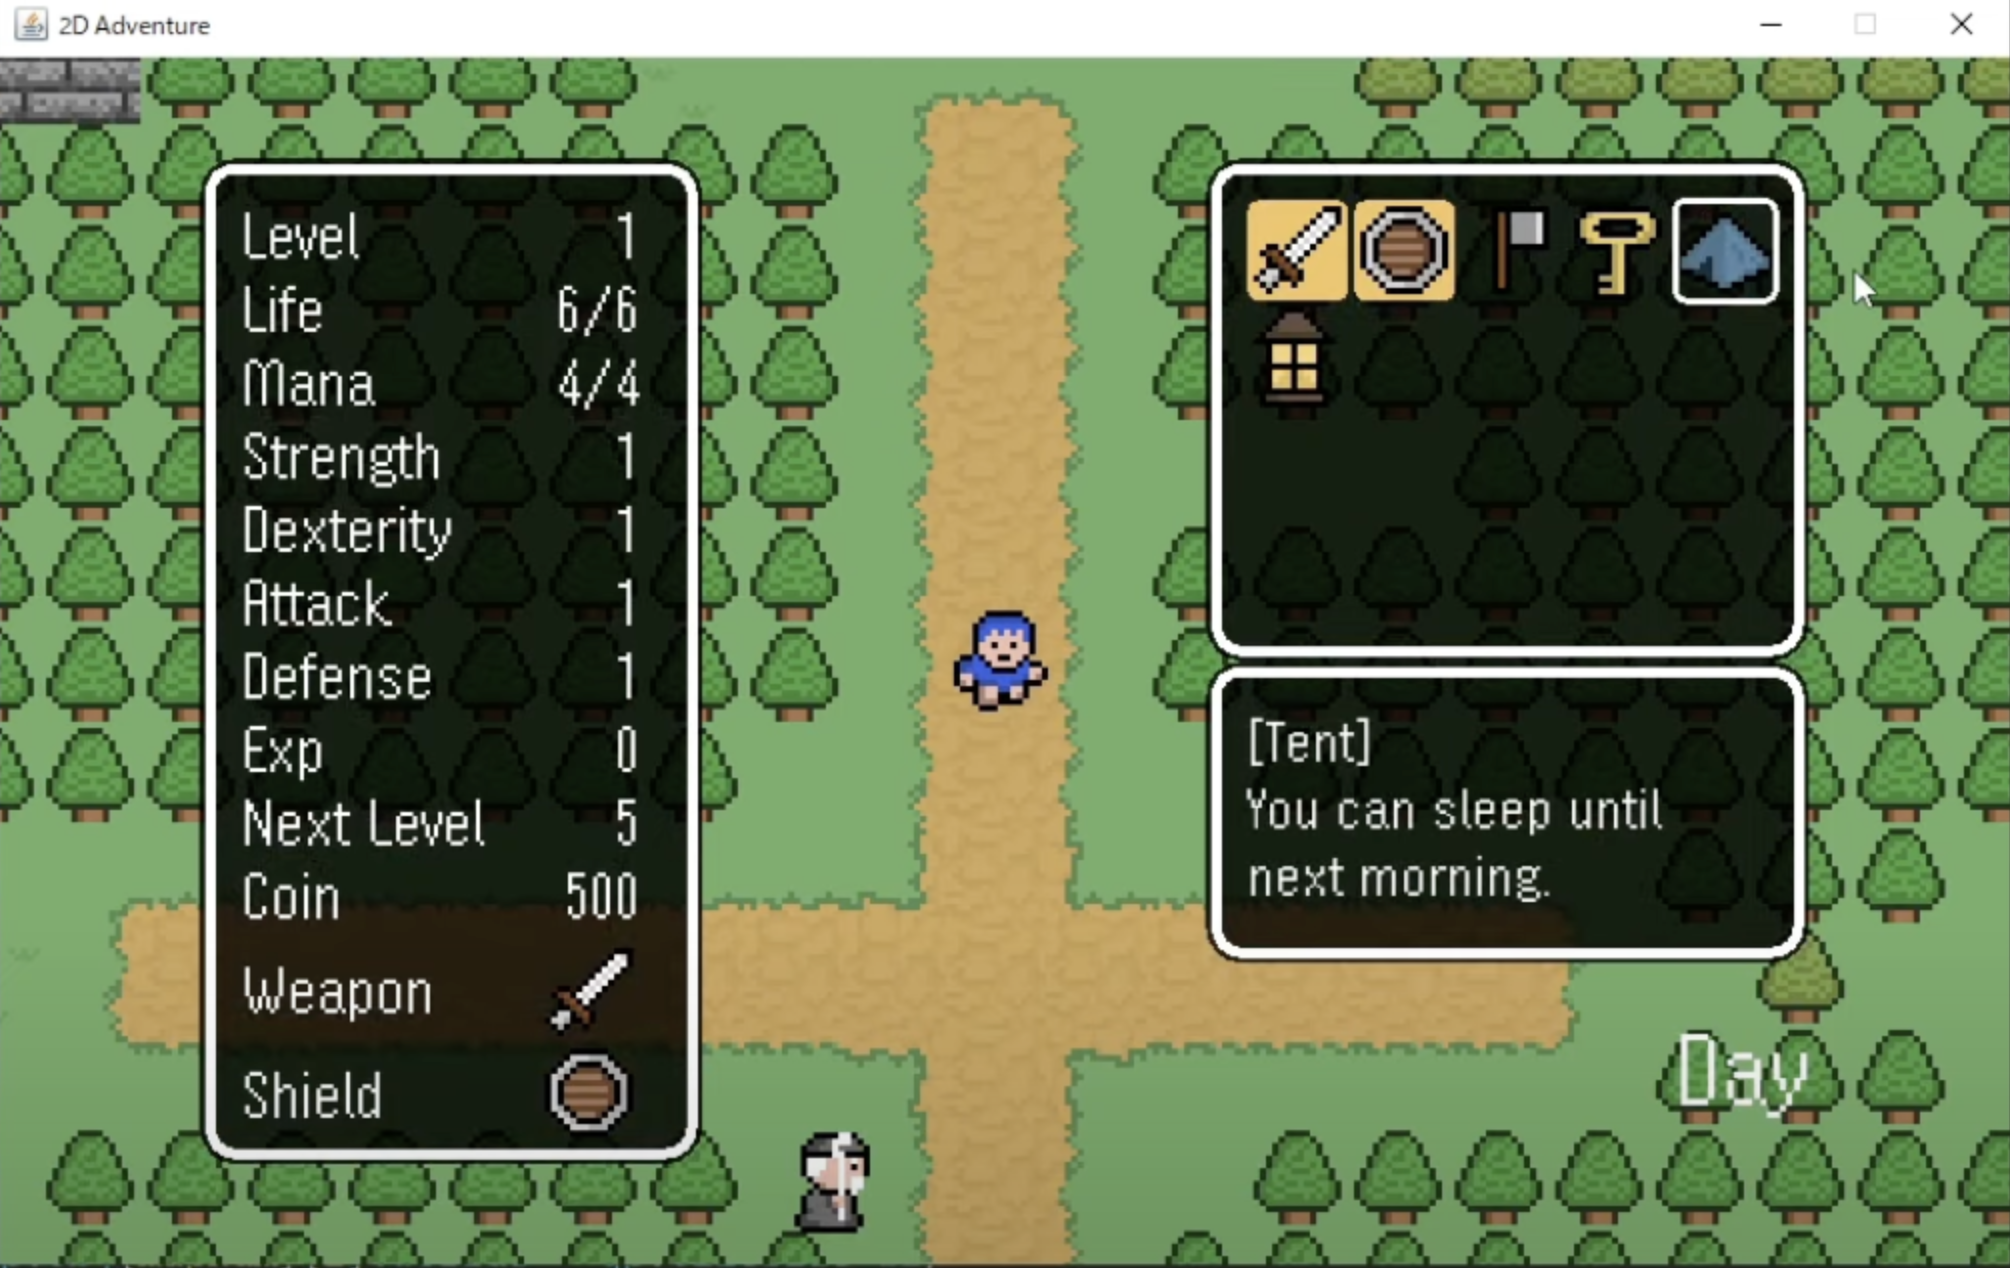 2D Adventure
Level 1
Life 6/6
Mana 4/4
Strength 1
Dexterity 1
Attack 1
Defense 1
Exp 0
Next Level 5
Coin 500
Weapon
Shield
[Tent]
You can sleep until
next morning.
Day